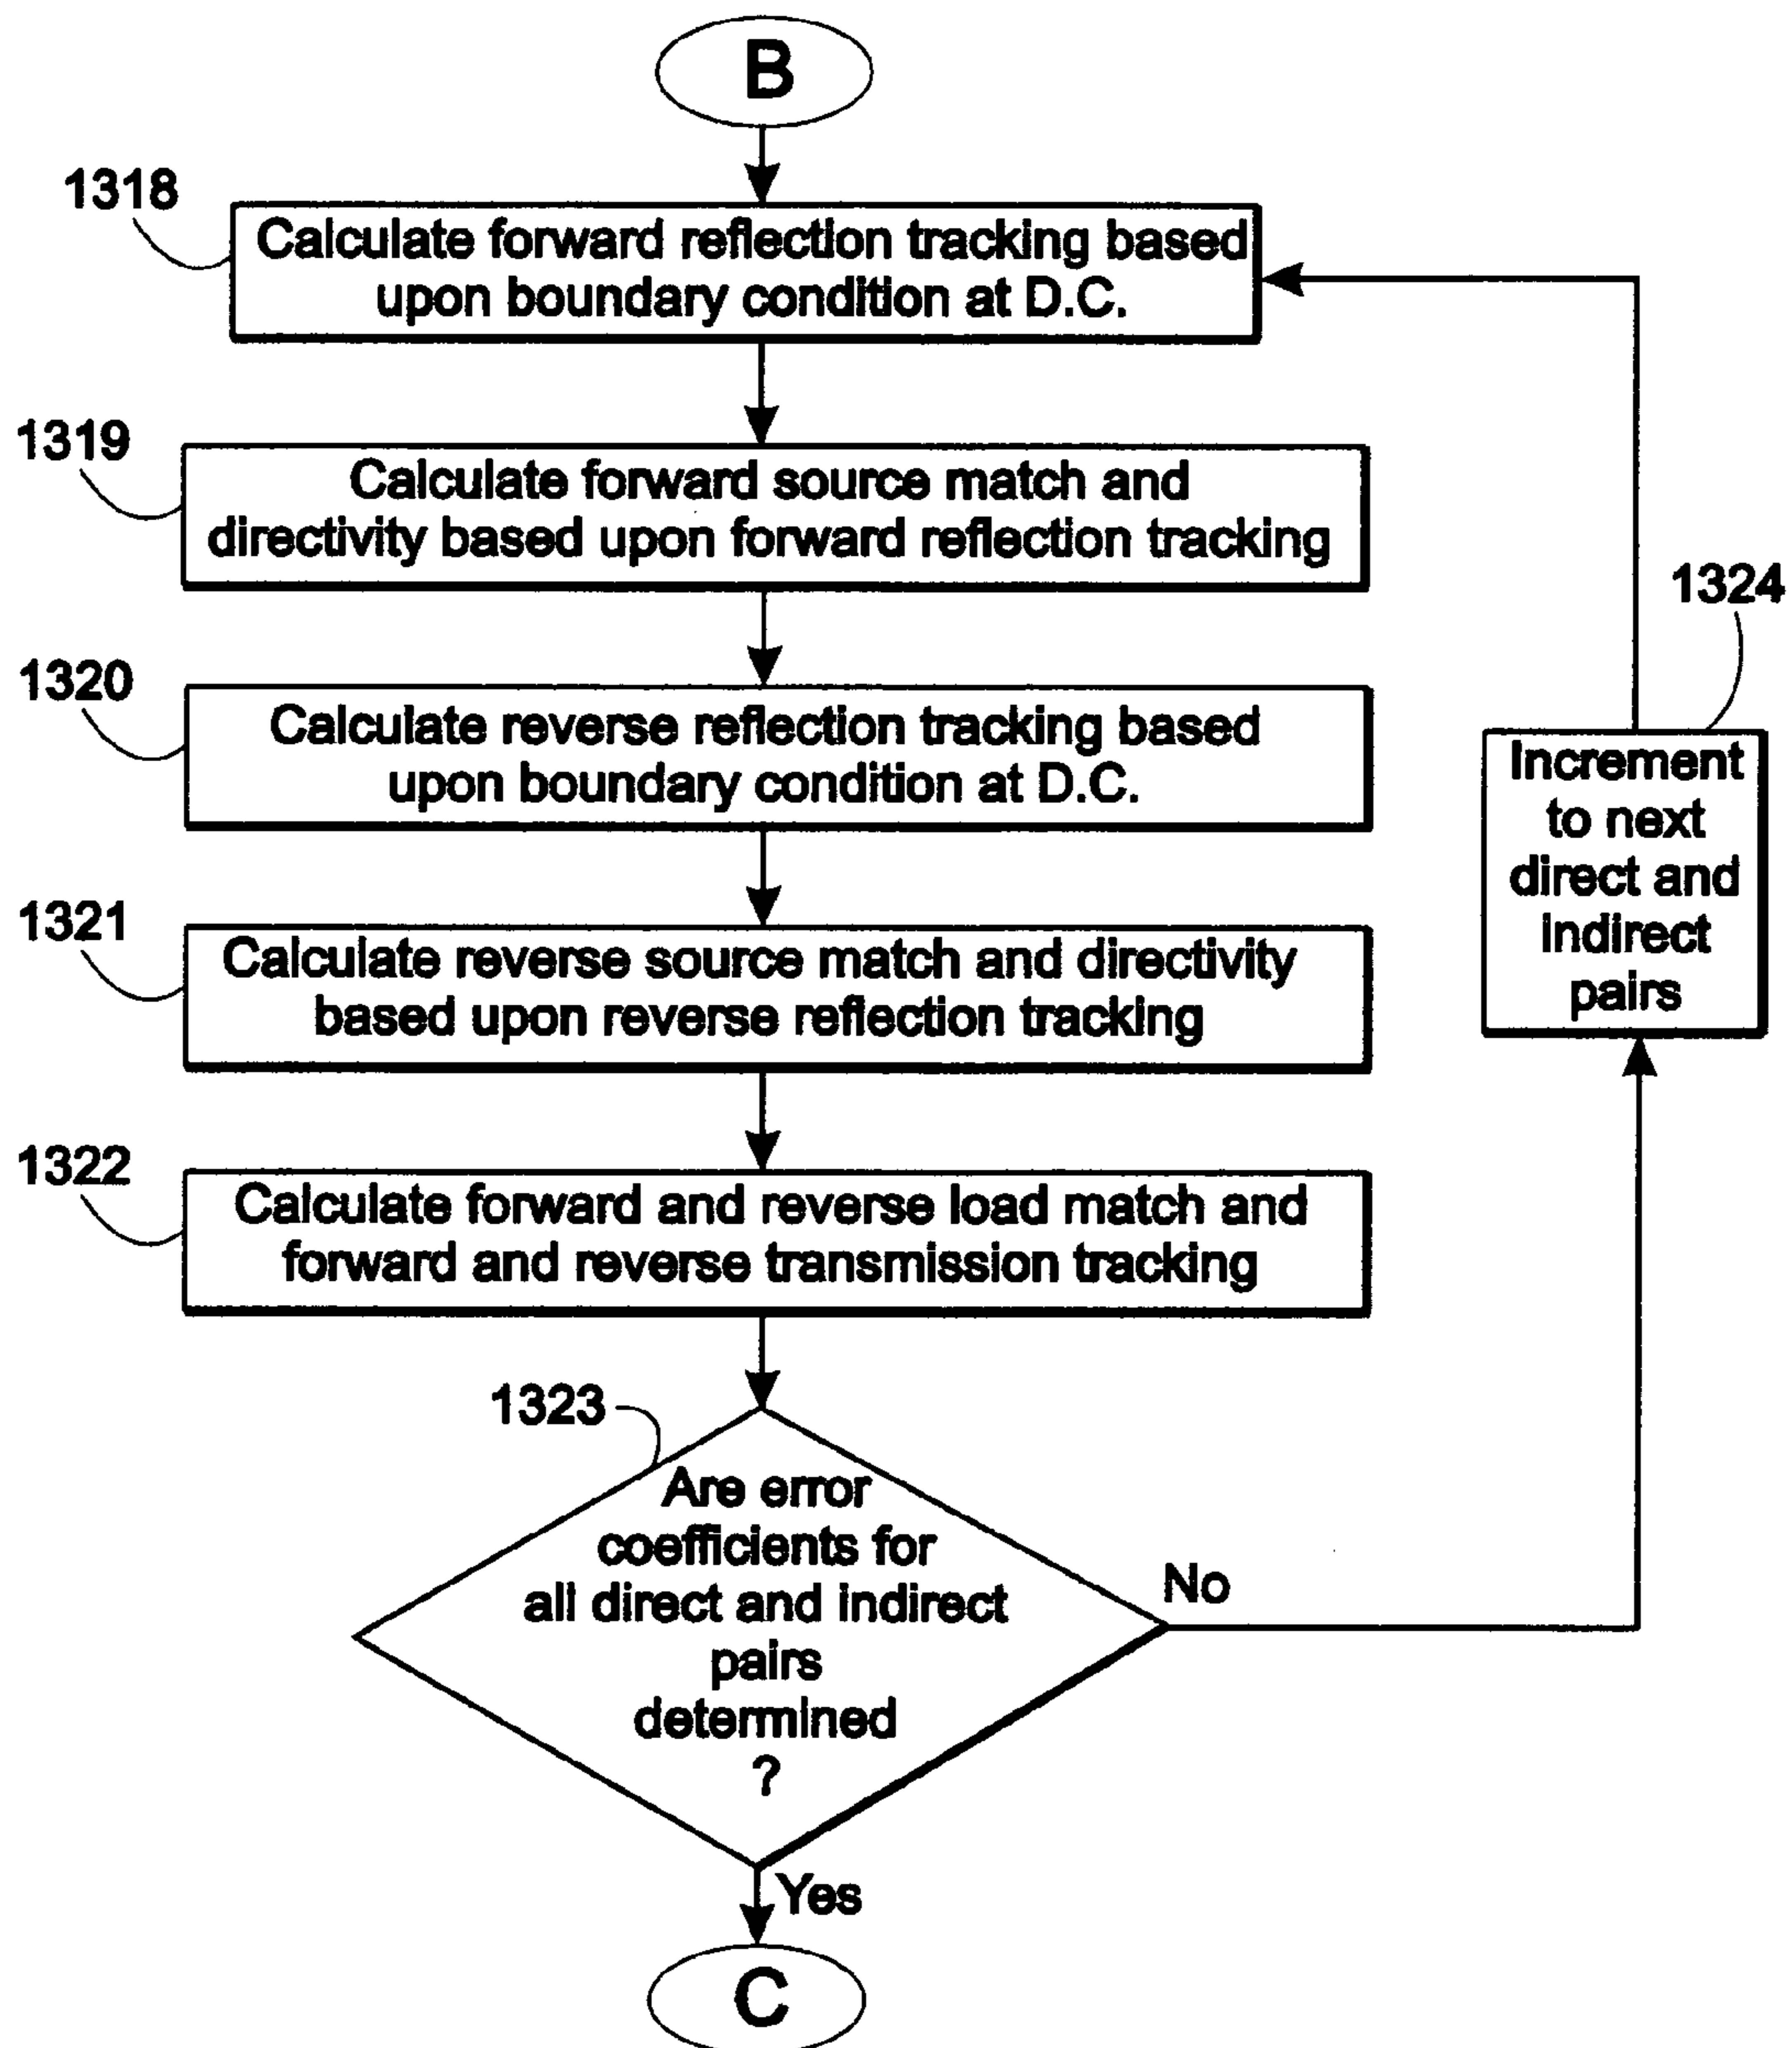 B
1318
Calculate forward reflection tracking based
upon boundary condition at D.C.
1319
Calculate forward source match and
directivity based upon forward reflection tracking
1324
1320
Calculate reverse reflection tracking based
upon boundary condition at D.C.
Increment
to next
direct and
indirect
pairs
1321
Calculate reverse source match and directivity
based upon reverse reflection tracking
1322
Calculate forward and reverse load match and
forward and reverse transmission tracking
1323
Are error
coefficients for
all direct and indirect
pairs
determined
?
No
Yes
C